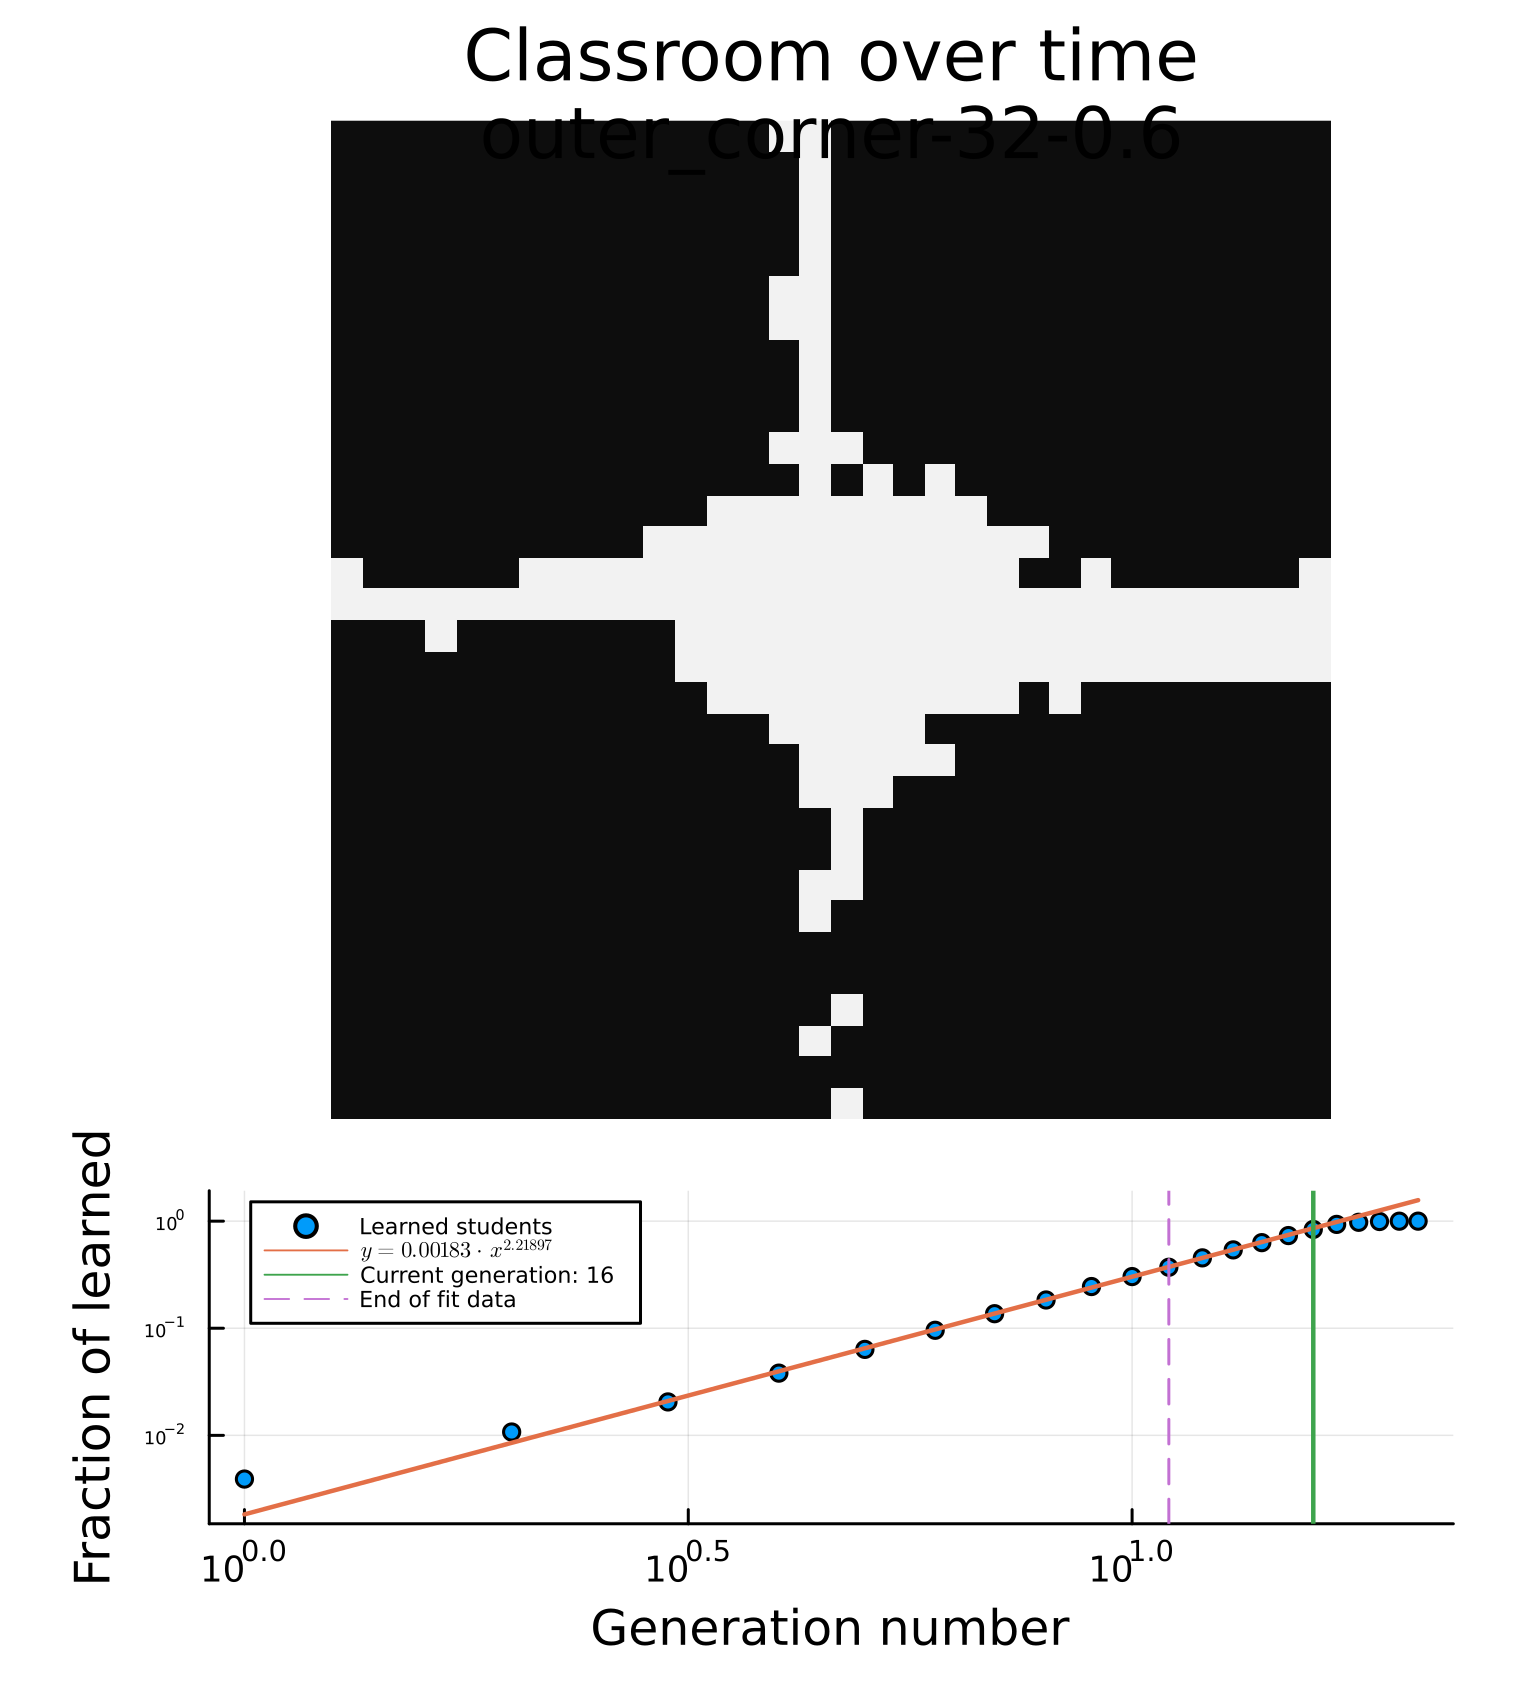 Classroom over time
outer_corner-32-0.6
Fraction of learned
10^0
10^-1
10^-2
Learned students
y = 0.00183 · x^2.21897
Current generation: 16
End of fit data
10^0.0
10^0.5
10^1.0
Generation number